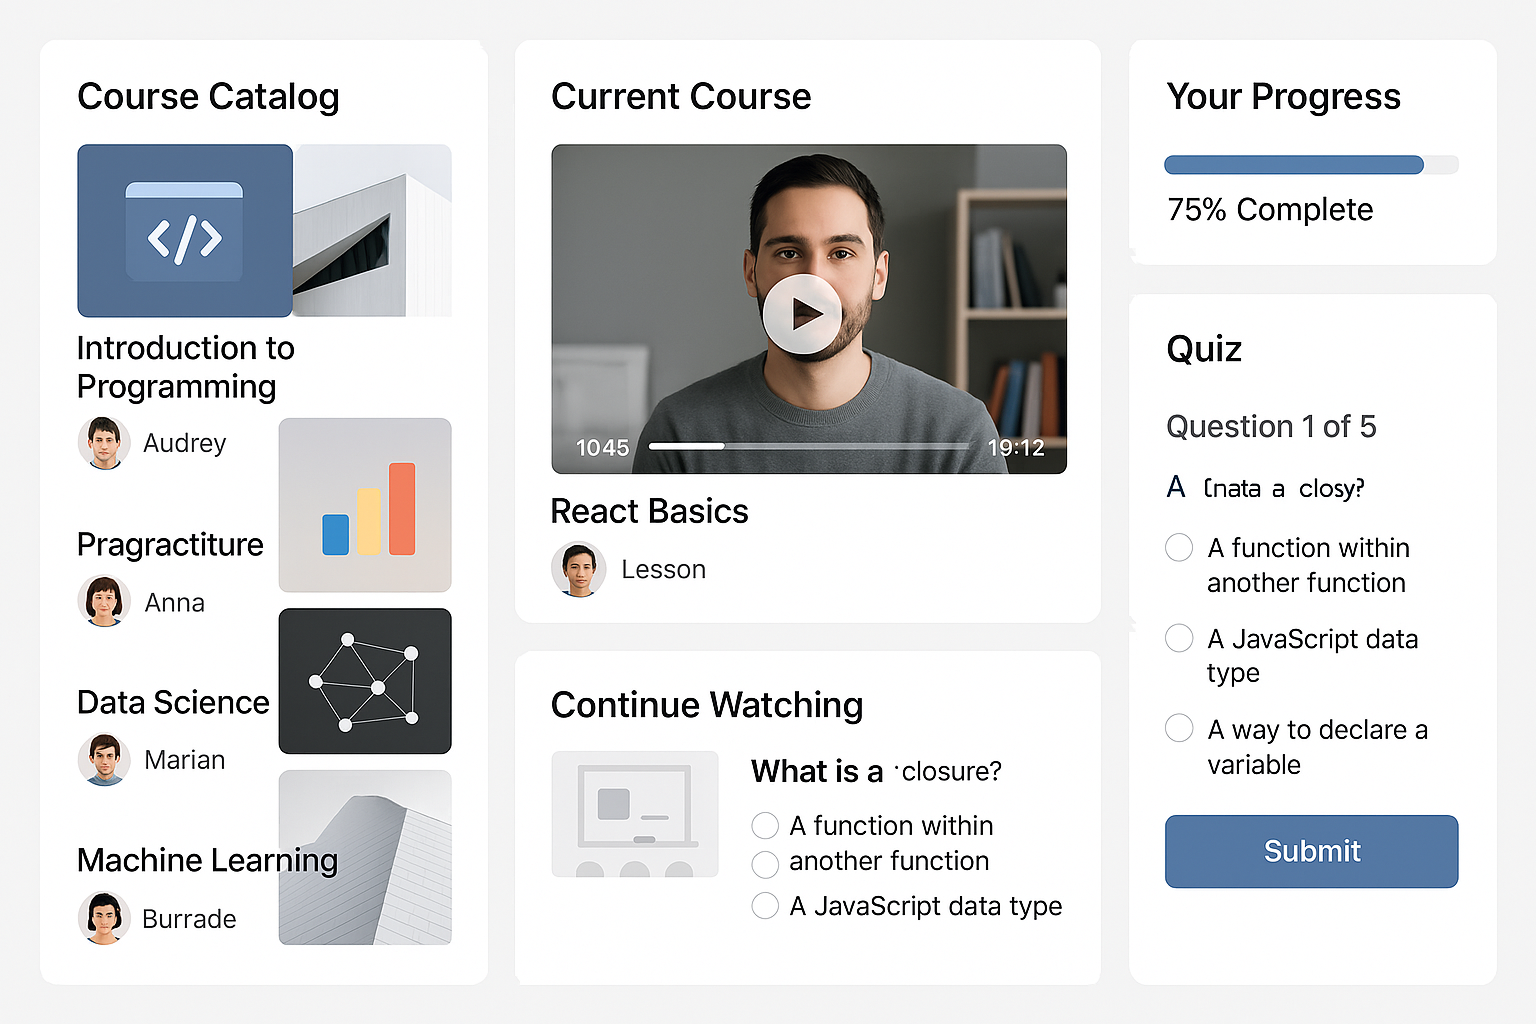 Course Catalog
Introduction to
Programming
Audrey
Pragractiture
Anna
Data Science
Marian
Machine Learning
Burrade
Current Course
1045
19:12
React Basics
Lesson
Continue Watching
What is a closure?
A function within
another function
A JavaScript data type
Your Progress
75% Complete
Quiz
Question 1 of 5
A a closy?
A function within
another function
A JavaScript data
type
A way to declare a
variable
Submit